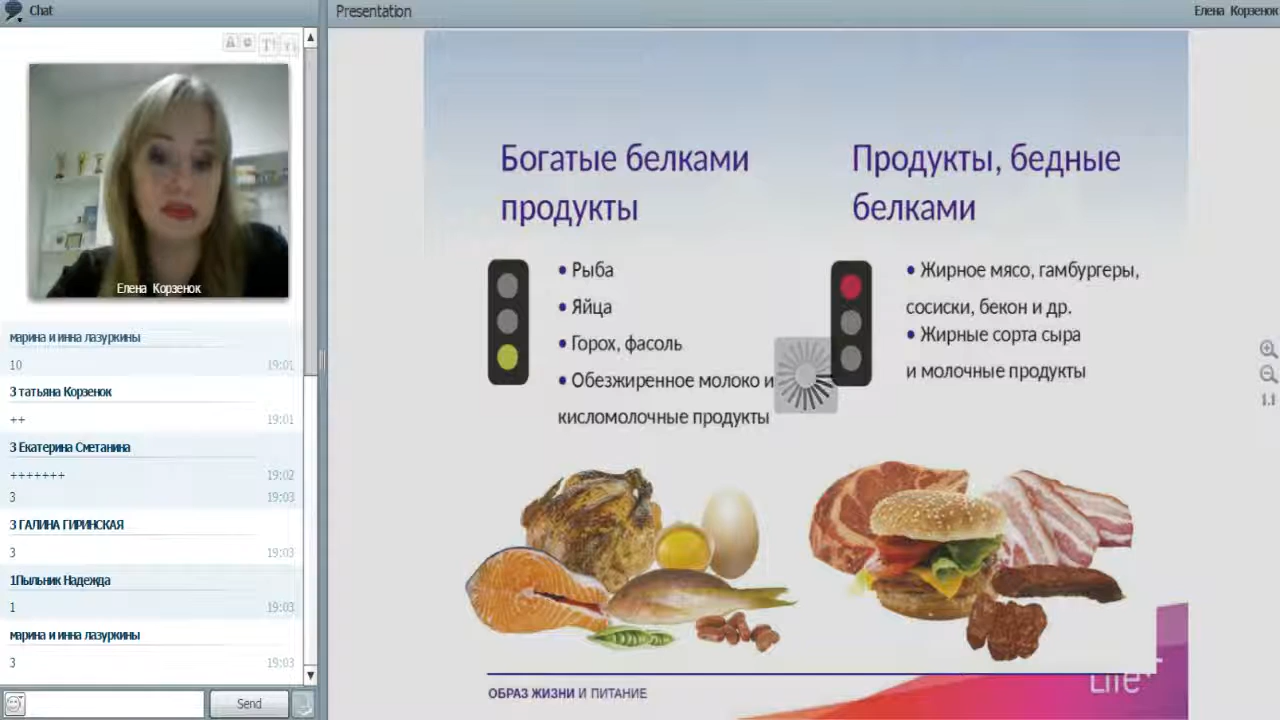 Chat
Елена Корзенок
марина и инна лазуркины
10 19:01
3 татьяна Корзенок
++ 19:01
3 Екатерина Сметанина
+++++++ 19:02
3 19:03
3 ГАЛИНА ГИРИНСКАЯ
3 19:03
1Пыльник Надежда
1 19:03
марина и инна лазуркины
3 19:03
Send
Presentation
Елена Корзенок
Богатые белками
продукты
• Рыба
• Яйца
• Горох, фасоль
• Обезжиренное молоко и
кисломолочные продукты
Продукты, бедные
белками
• Жирное мясо, гамбургеры,
сосиски, бекон и др.
• Жирные сорта сыра
и молочные продукты
1:1
ОБРАЗ ЖИЗНИ И ПИТАНИЕ